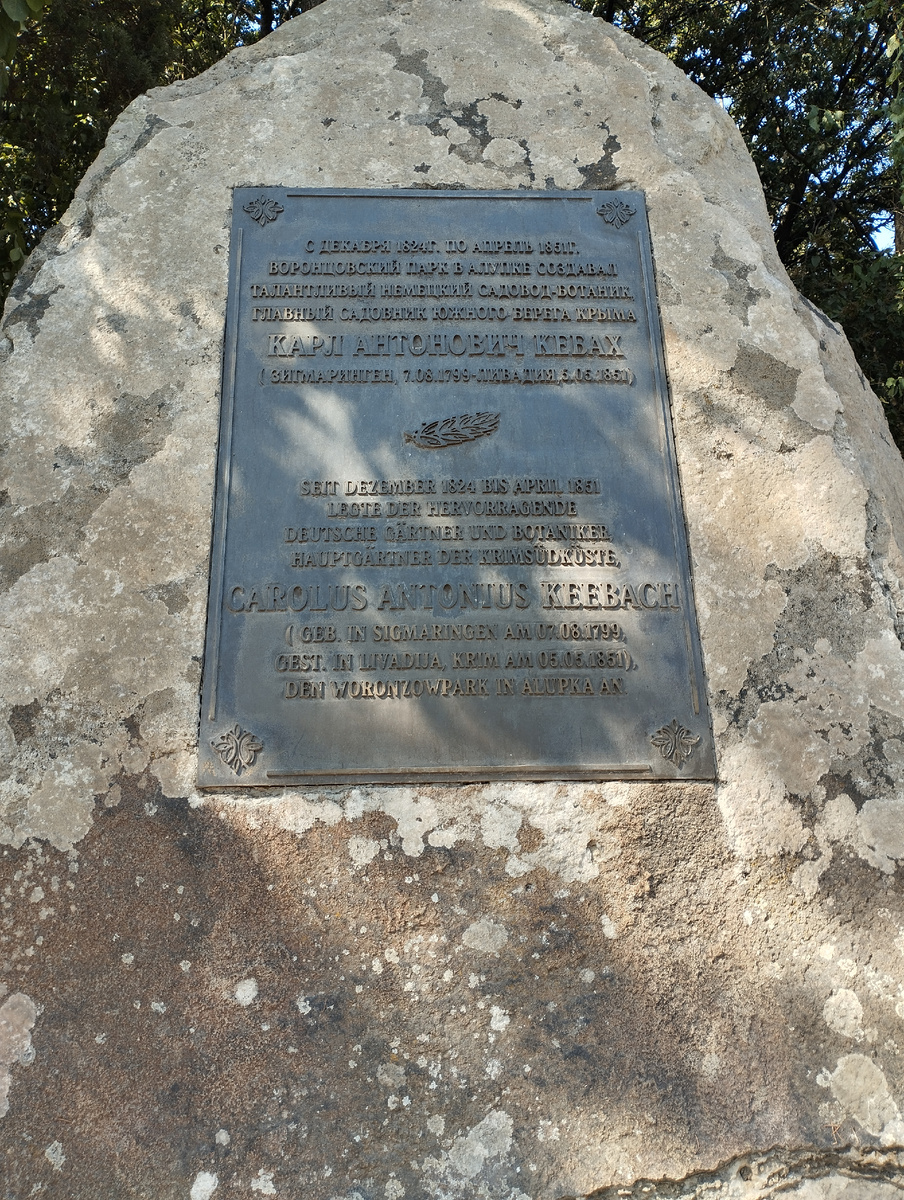 С ДЕКАБРЯ 1824Г. ПО АПРЕЛЬ 1851Г.
ВОРОНЦОВСКИЙ ПАРК В АЛУПКЕ СОЗДАВАЛ
ТАЛАНТЛИВЫЙ НЕМЕЦКИЙ САДОВОД-БОТАНИК,
ГЛАВНЫЙ САДОВНИК ЮЖНОГО БЕРЕГА КРЫМА
КАРЛ АНТОНОВИЧ КЕБАХ
( ЗИГМАРИНГЕН, 7.08.1799-ЛИВАДИЯ,5.05.1851)
SEIT DEZEMBER 1824 BIS APRIL 1851
LEGTE DER HERVORRAGENDE
DEUTSCHE GÄRTNER UND BOTANIKER,
HAUPTGÄRTNER DER KRIMSÜDKÜSTE,
CAROLUS ANTONIUS KEEBACH
( GEB. IN SIGMARINGEN AM 07.08.1799,
GEST. IN LIVADIJA, KRIM AM 05.05.1851),
DEN WORONZOWPARK IN ALUPKA AN.